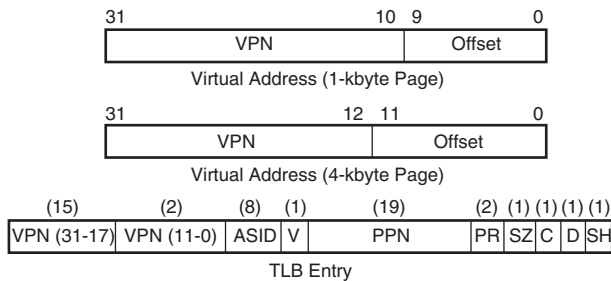 31 10 9 0
VPN Offset
Virtual Address (1-kbyte Page)
31 12 11 0
VPN Offset
Virtual Address (4-kbyte Page)
(15) (2) (8) (1) (19) (2) (1) (1) (1) (1)
VPN (31-17) VPN (11-0) ASID V PPN PR SZ C D SH
TLB Entry